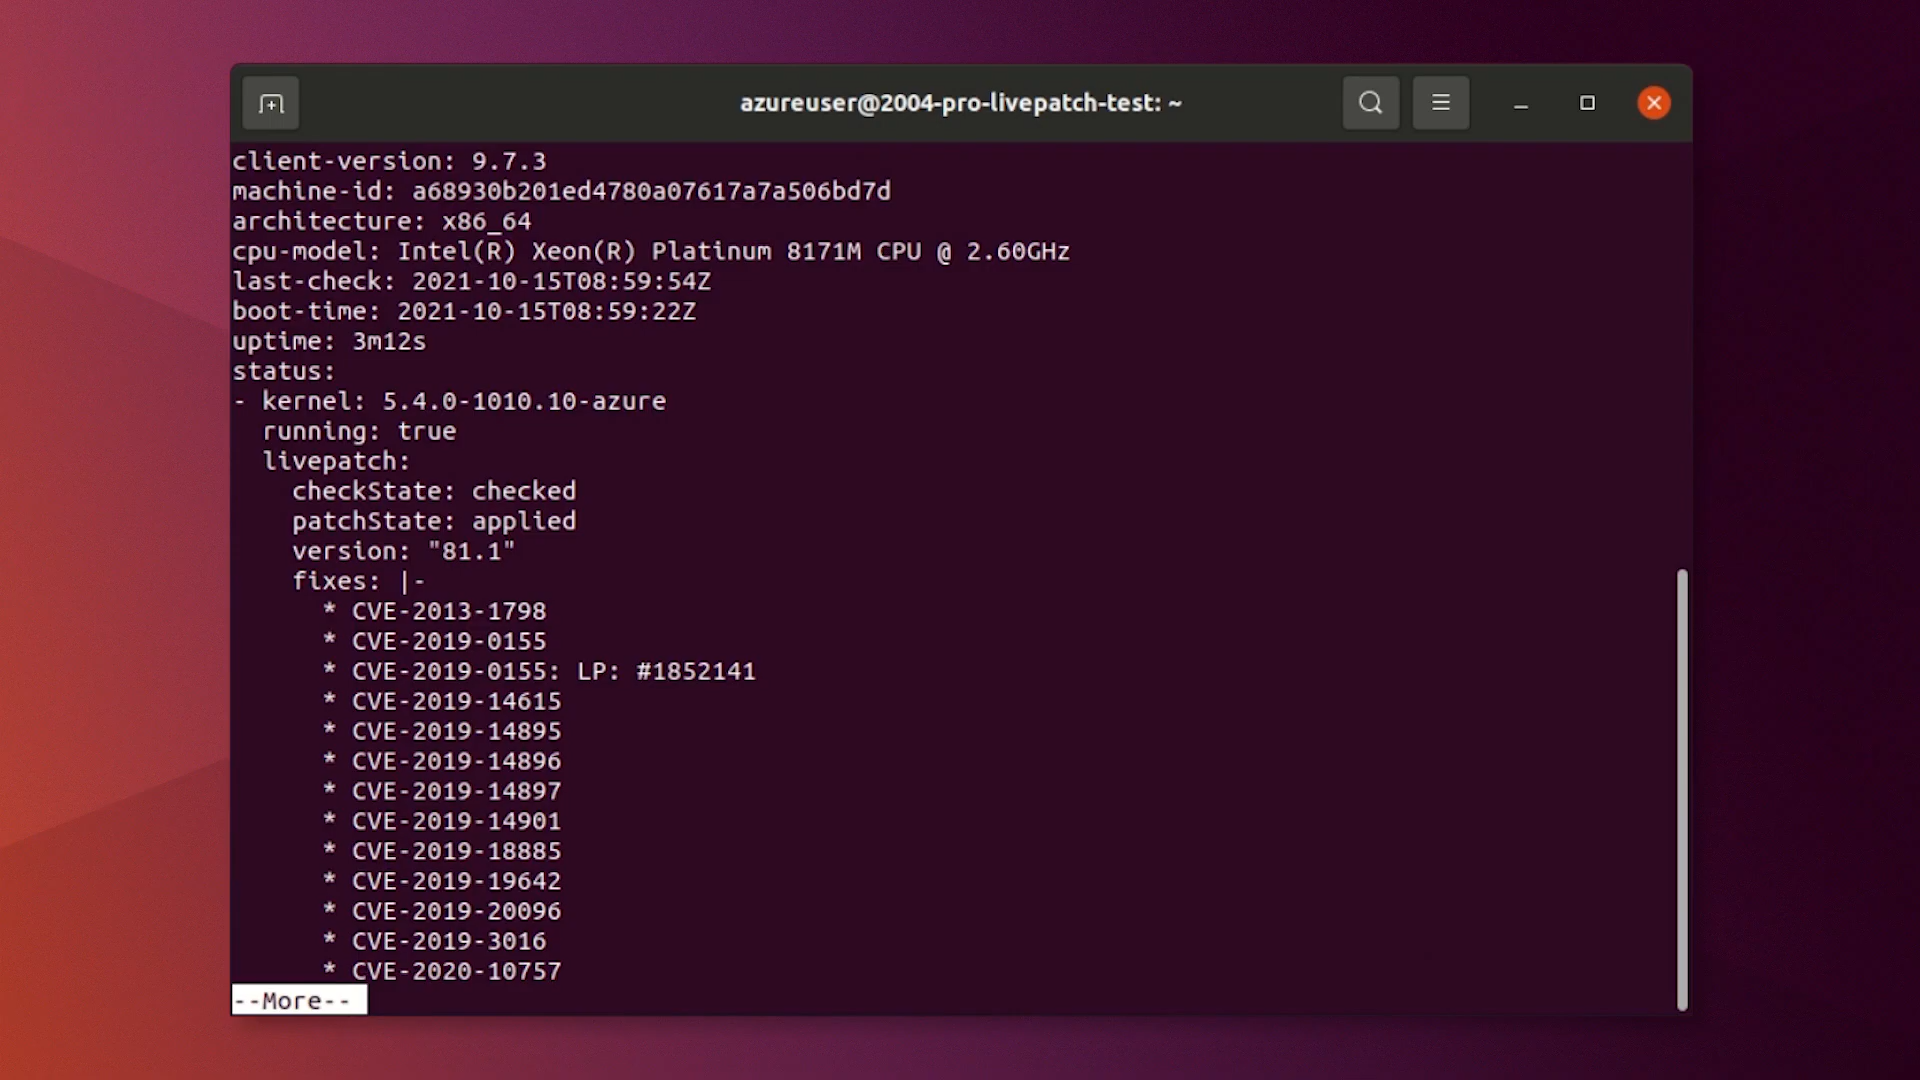 azureuser@2004-pro-livepatch-test: ~
client-version: 9.7.3
machine-id: a68930b201ed4780a07617a7a506bd7d
architecture: x86_64
cpu-model: Intel(R) Xeon(R) Platinum 8171M CPU @ 2.60GHz
last-check: 2021-10-15T08:59:54Z
boot-time: 2021-10-15T08:59:22Z
uptime: 3m12s
status:
- kernel: 5.4.0-1010.10-azure
  running: true
  livepatch:
    checkState: checked
    patchState: applied
    version: "81.1"
    fixes: |-
      * CVE-2013-1798
      * CVE-2019-0155
      * CVE-2019-0155: LP: #1852141
      * CVE-2019-14615
      * CVE-2019-14895
      * CVE-2019-14896
      * CVE-2019-14897
      * CVE-2019-14901
      * CVE-2019-18885
      * CVE-2019-19642
      * CVE-2019-20096
      * CVE-2019-3016
      * CVE-2020-10757
--More--